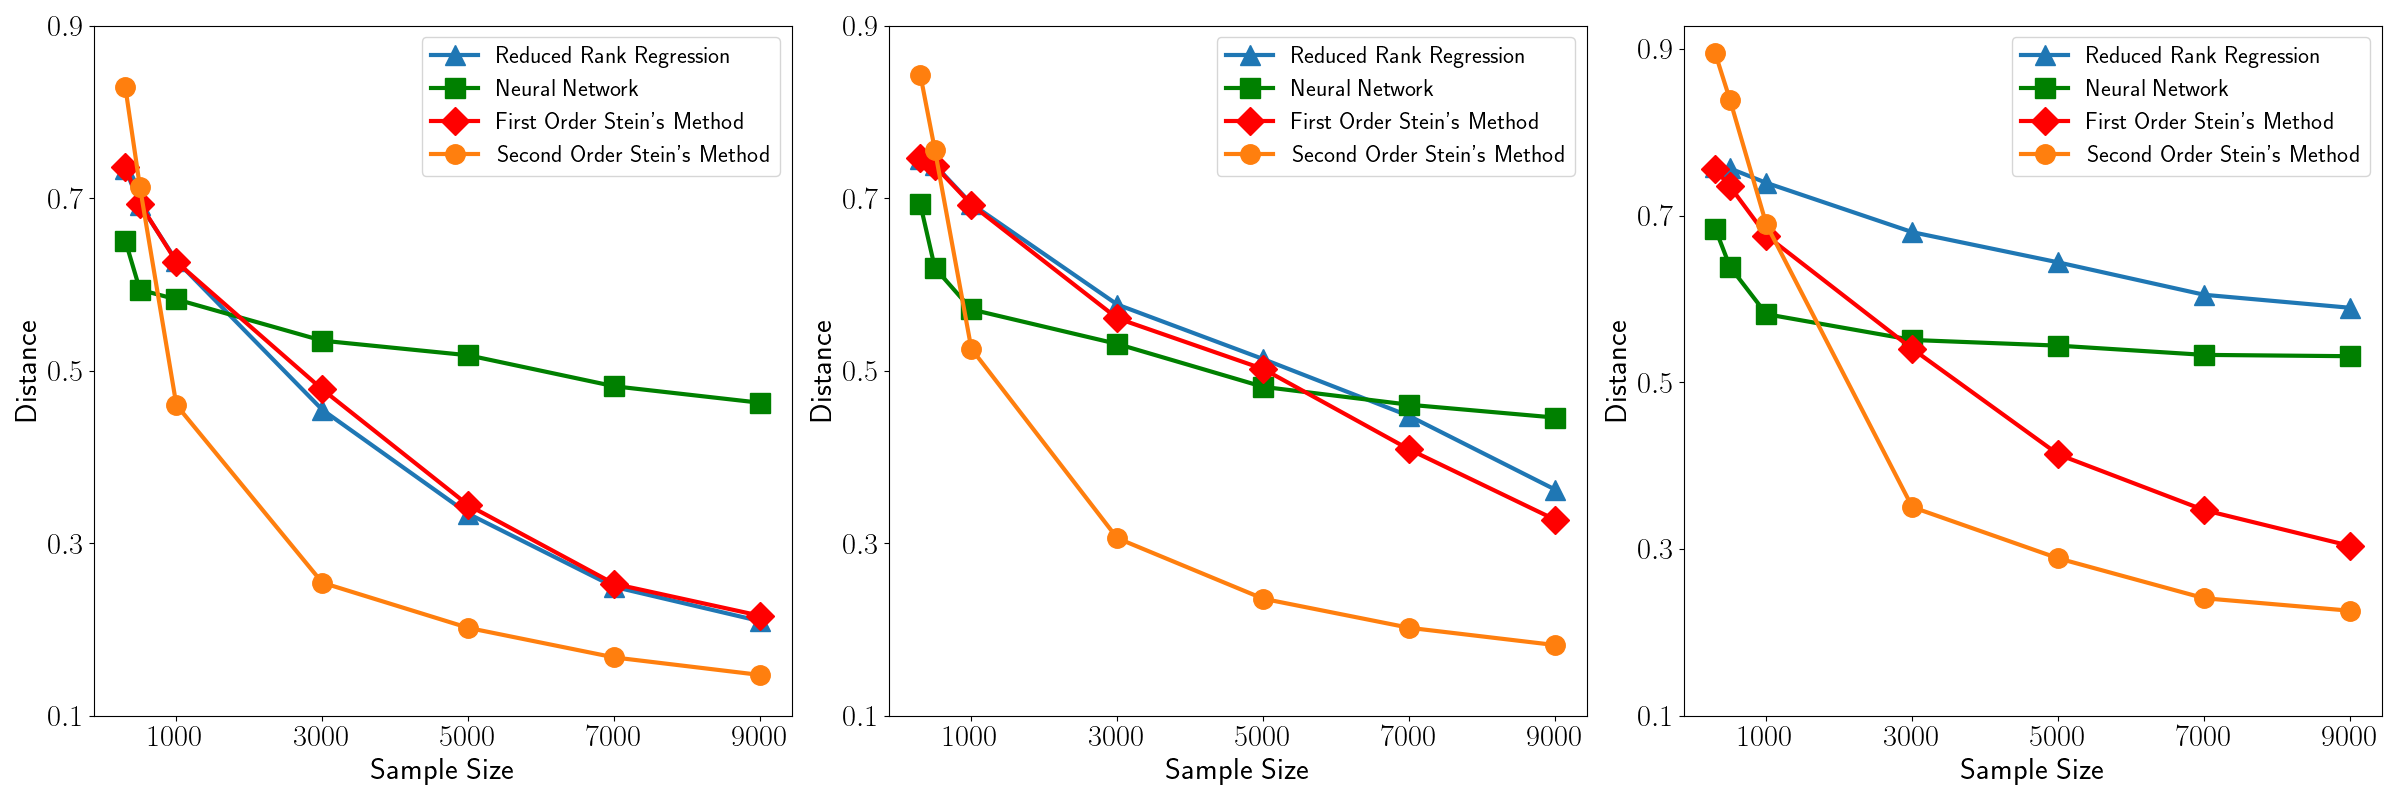 0.9
0.7
0.5
0.3
0.1
Distance
1000 3000 5000 7000 9000
Sample Size
Reduced Rank Regression
Neural Network
First Order Stein's Method
Second Order Stein's Method
0.9
0.7
0.5
0.3
0.1
Distance
1000 3000 5000 7000 9000
Sample Size
Reduced Rank Regression
Neural Network
First Order Stein's Method
Second Order Stein's Method
0.9
0.7
0.5
0.3
0.1
Distance
1000 3000 5000 7000 9000
Sample Size
Reduced Rank Regression
Neural Network
First Order Stein's Method
Second Order Stein's Method